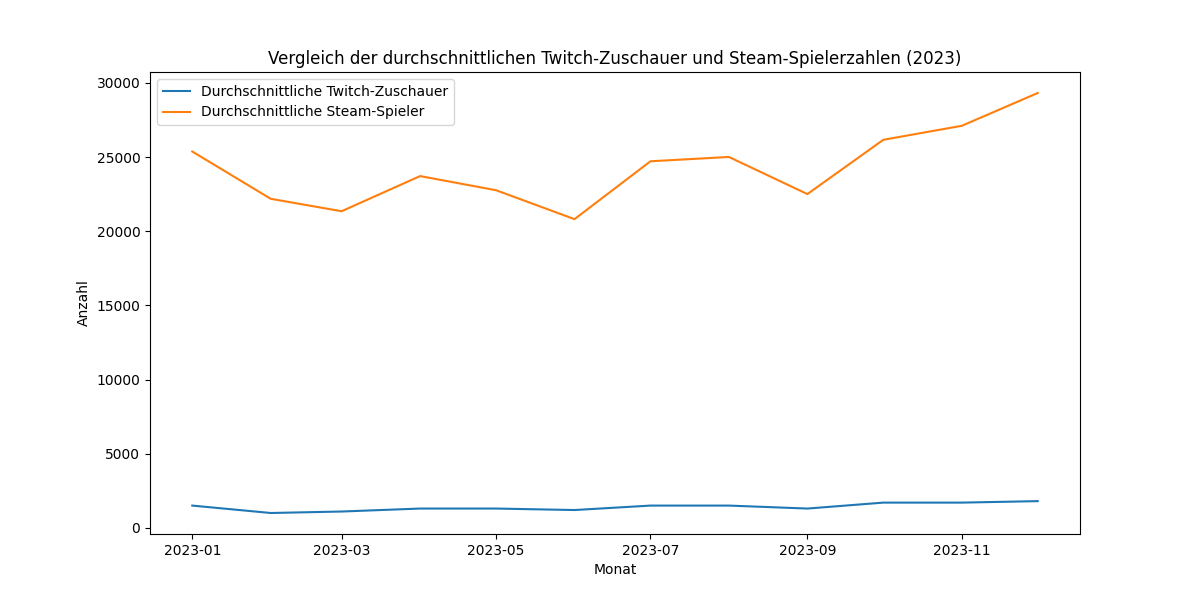 Vergleich der durchschnittlichen Twitch-Zuschauer und Steam-Spielerzahlen (2023)
Durchschnittliche Twitch-Zuschauer
Durchschnittliche Steam-Spieler
30000
25000
20000
15000
10000
5000
0
Anzahl
2023-01 2023-03 2023-05 2023-07 2023-09 2023-11
Monat